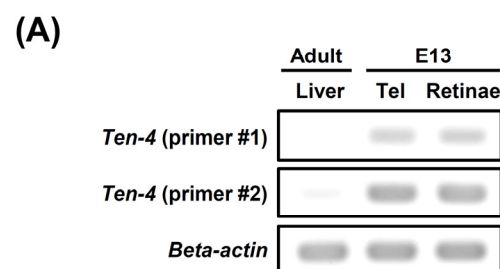 (A)
Adult E13
Liver Tel Retinae
Ten-4 (primer #1)
Ten-4 (primer #2)
Beta-actin